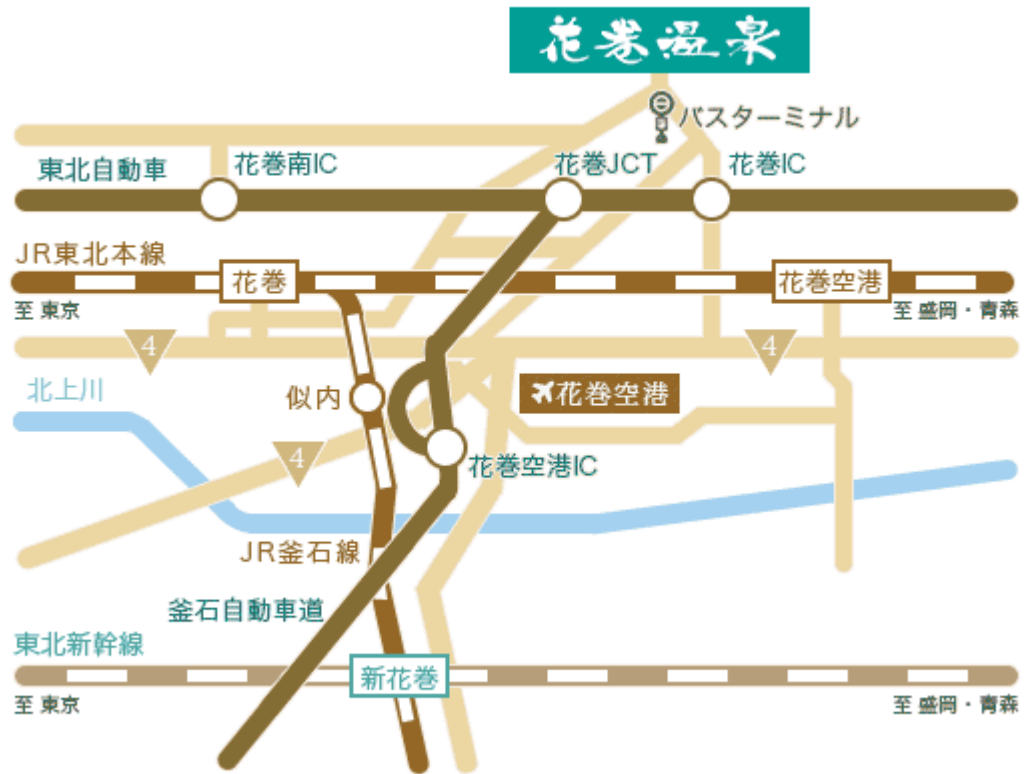 花巻温泉
バスターミナル
東北自動車
花巻南IC
花巻JCT
花巻IC
JR東北本線
花巻
花巻空港
至 東京
至 盛岡・青森
4
4
北上川
似内
花巻空港
4
花巻空港IC
JR釜石線
釜石自動車道
東北新幹線
新花巻
至 東京
至 盛岡・青森